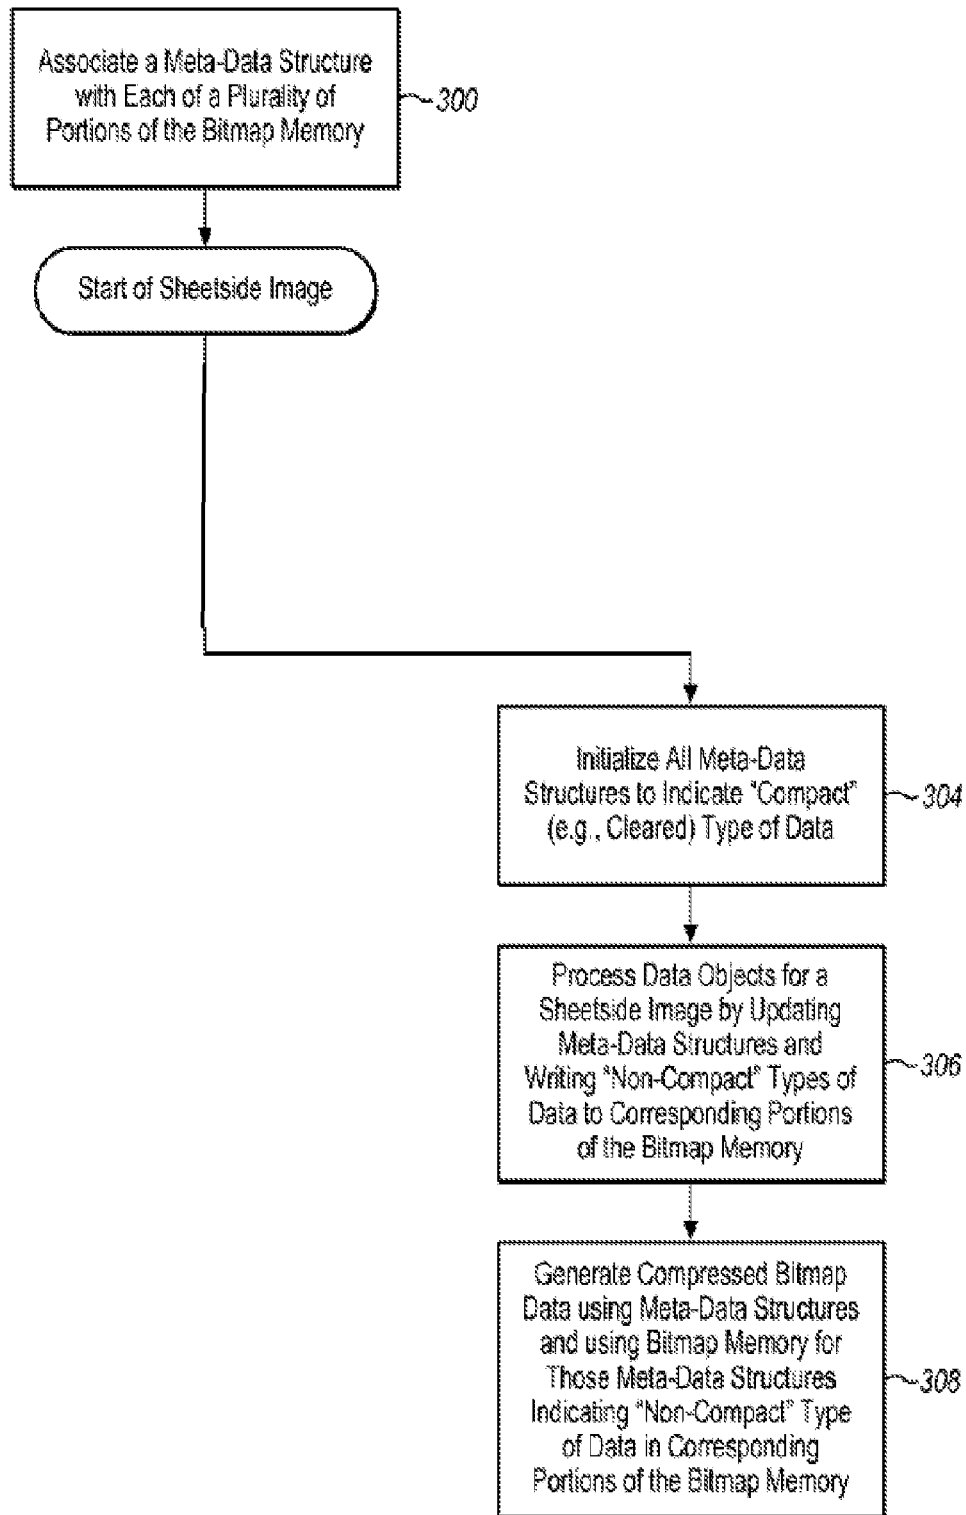 Associate a Meta-Data Structure
with Each of a Plurality of
Portions of the Bitmap Memory
300
Start of Sheetside Image
Initialize All Meta-Data
Structures to Indicate "Compact"
(e.g., Cleared) Type of Data
304
Process Data Objects for a
Sheetside Image by Updating
Meta-Data Structures and
Writing "Non-Compact" Types of
Data to Corresponding Portions
of the Bitmap Memory
306
Generate Compressed Bitmap
Data using Meta-Data Structures
and using Bitmap Memory for
Those Meta-Data Structures
Indicating "Non-Compact" Type
of Data in Corresponding
Portions of the Bitmap Memory
308